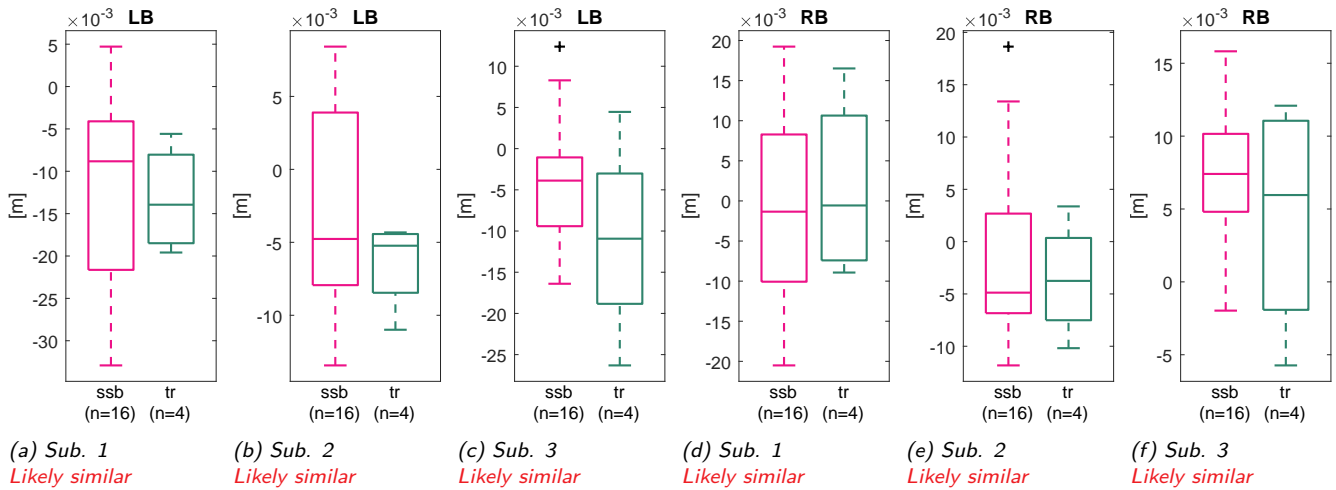 ×10⁻³ LB
5
0
-5
-10
-15
-20
-25
-30
[m]
ssb tr
(n=16) (n=4)
(a) Sub. 1
Likely similar
×10⁻³ LB
5
0
-5
-10
[m]
ssb tr
(n=16) (n=4)
(b) Sub. 2
Likely similar
×10⁻³ LB
10
5
0
-5
-10
-15
-20
-25
[m]
ssb tr
(n=16) (n=4)
(c) Sub. 3
Likely similar
×10⁻³ RB
20
15
10
5
0
-5
-10
-15
-20
[m]
ssb tr
(n=16) (n=4)
(d) Sub. 1
Likely similar
×10⁻³ RB
20
15
10
5
0
-5
-10
[m]
ssb tr
(n=16) (n=4)
(e) Sub. 2
Likely similar
×10⁻³ RB
15
10
5
0
-5
[m]
ssb tr
(n=16) (n=4)
(f) Sub. 3
Likely similar